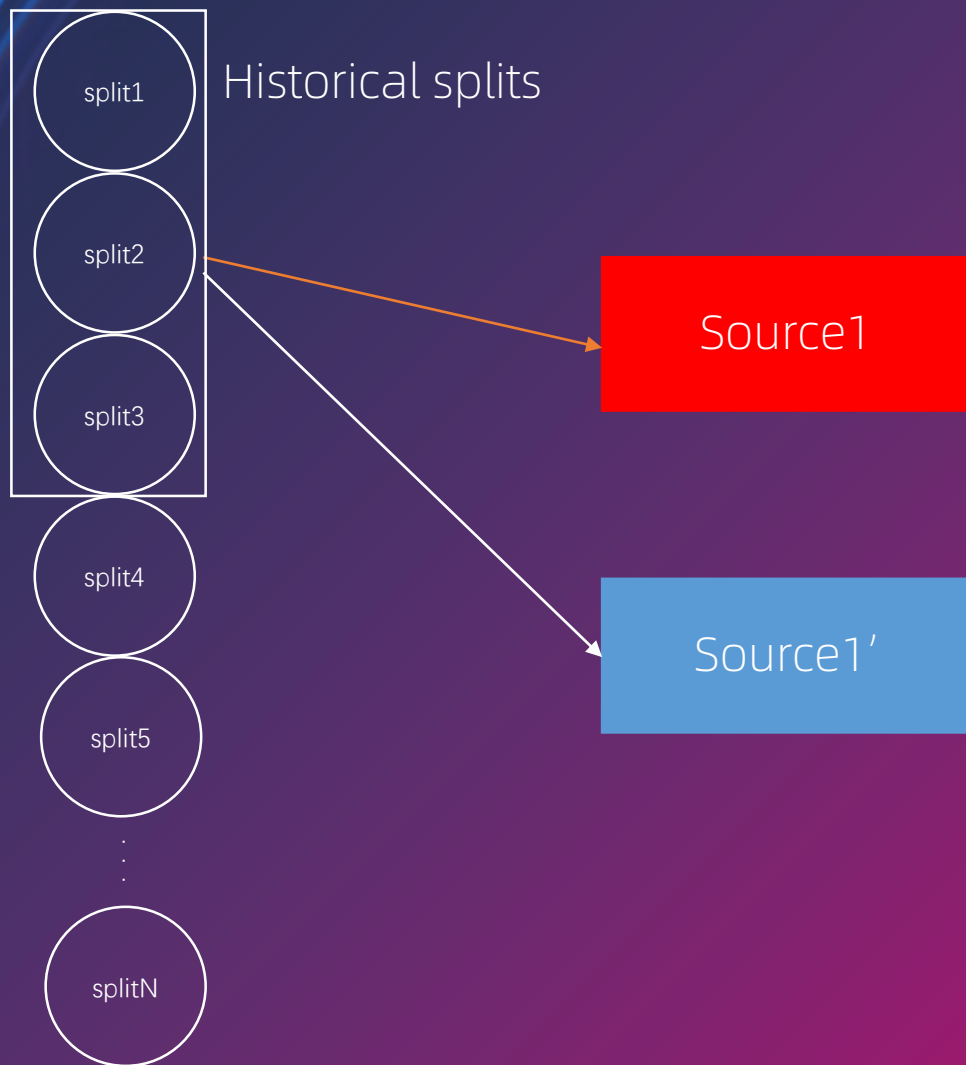 split1
Historical splits
split2
Source1
split3
split4
Source1’
split5
.
.
.
splitN